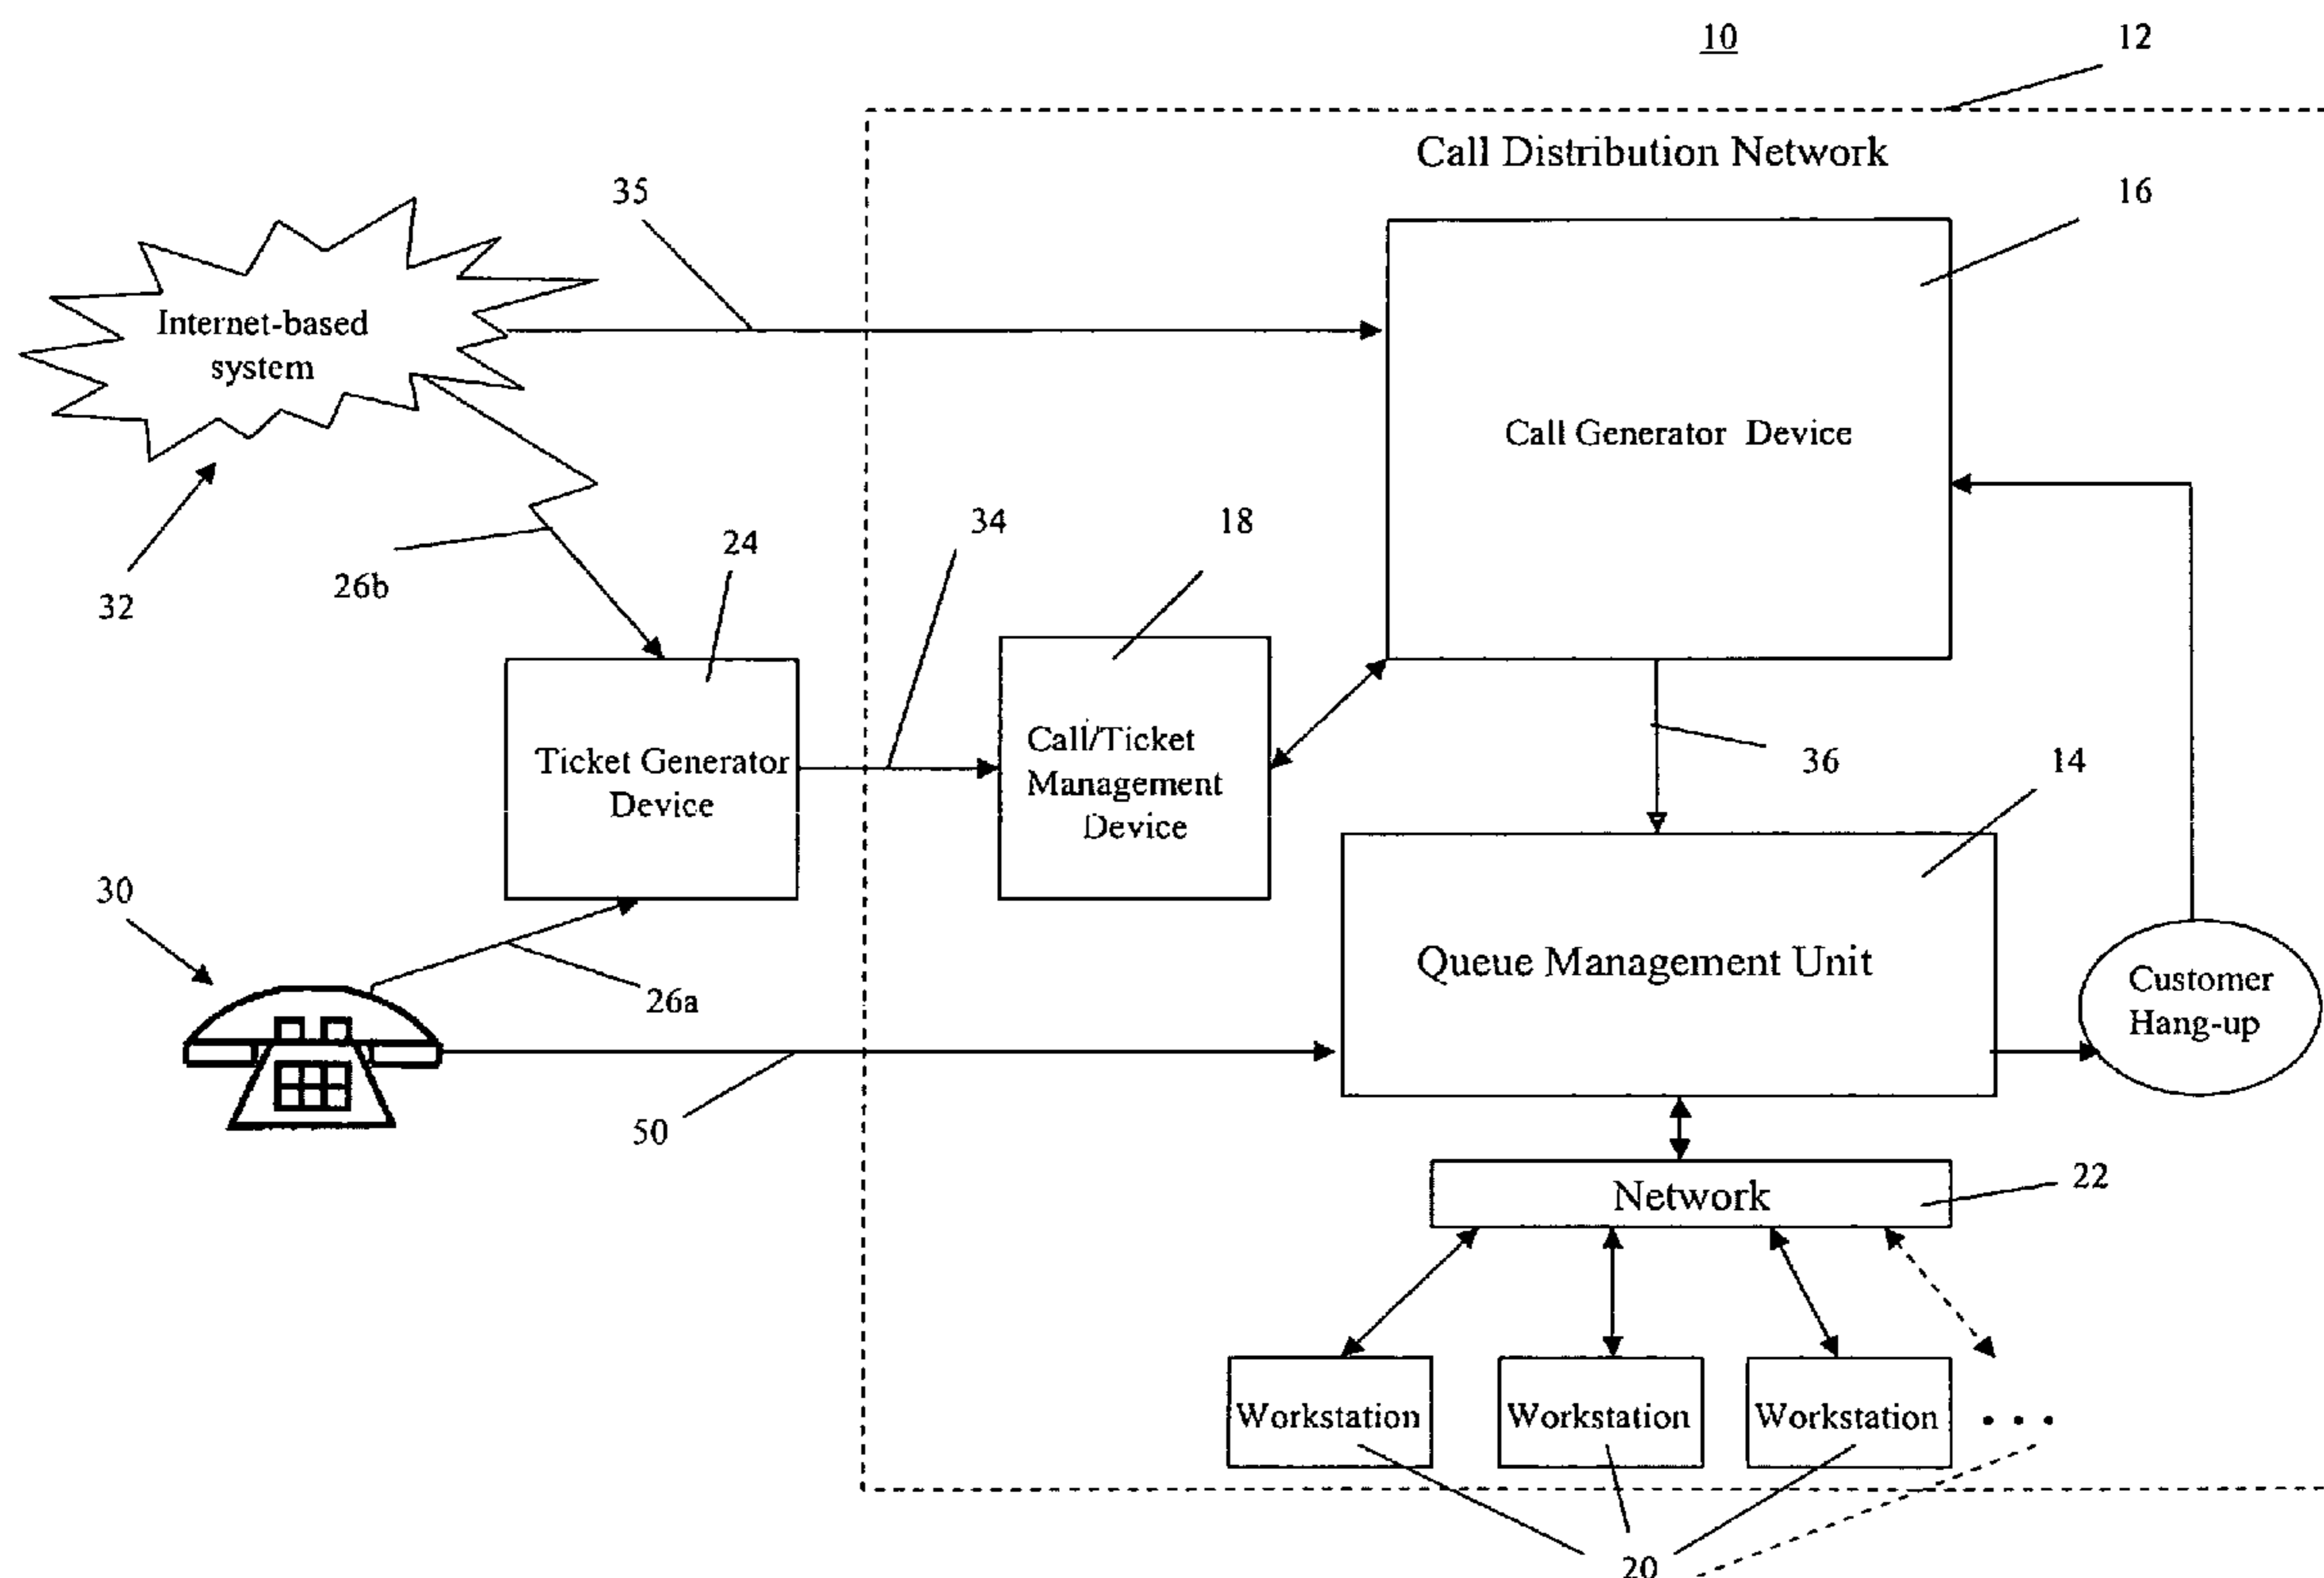 10
12
Call Distribution Network
35
16
Internet-based
system
Call Generator Device
34
18
24
26b
32
Call/Ticket
Management
Device
Ticket Generator
Device
36
14
30
Queue Management Unit
Customer
Hang-up
26a
50
Network
22
Workstation
Workstation
Workstation
. . .
20